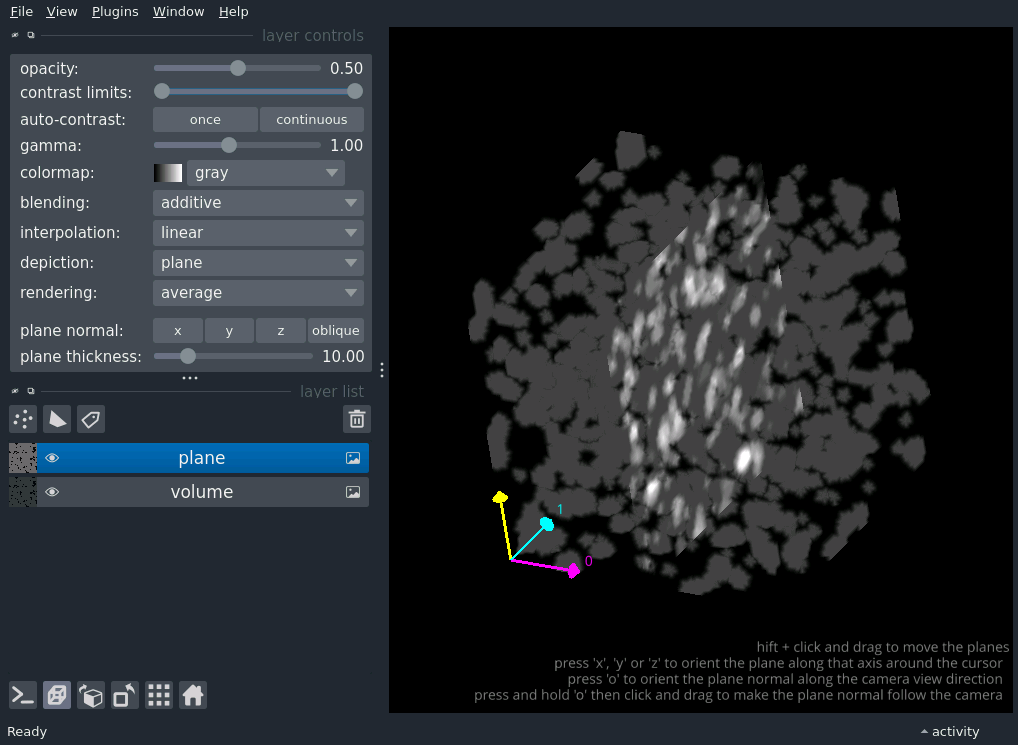 File View Plugins Window Help
layer controls
opacity: 0.50
contrast limits:
auto-contrast: once continuous
gamma: 1.00
colormap: gray
blending: additive
interpolation: linear
depiction: plane
rendering: average
plane normal: x y z oblique
plane thickness: 10.00
layer list
plane
volume
1
0
hift + click and drag to move the planes
press 'x', 'y' or 'z' to orient the plane along that axis around the cursor
press 'o' to orient the plane normal along the camera view direction
press and hold 'o' then click and drag to make the plane normal follow the camera
Ready activity